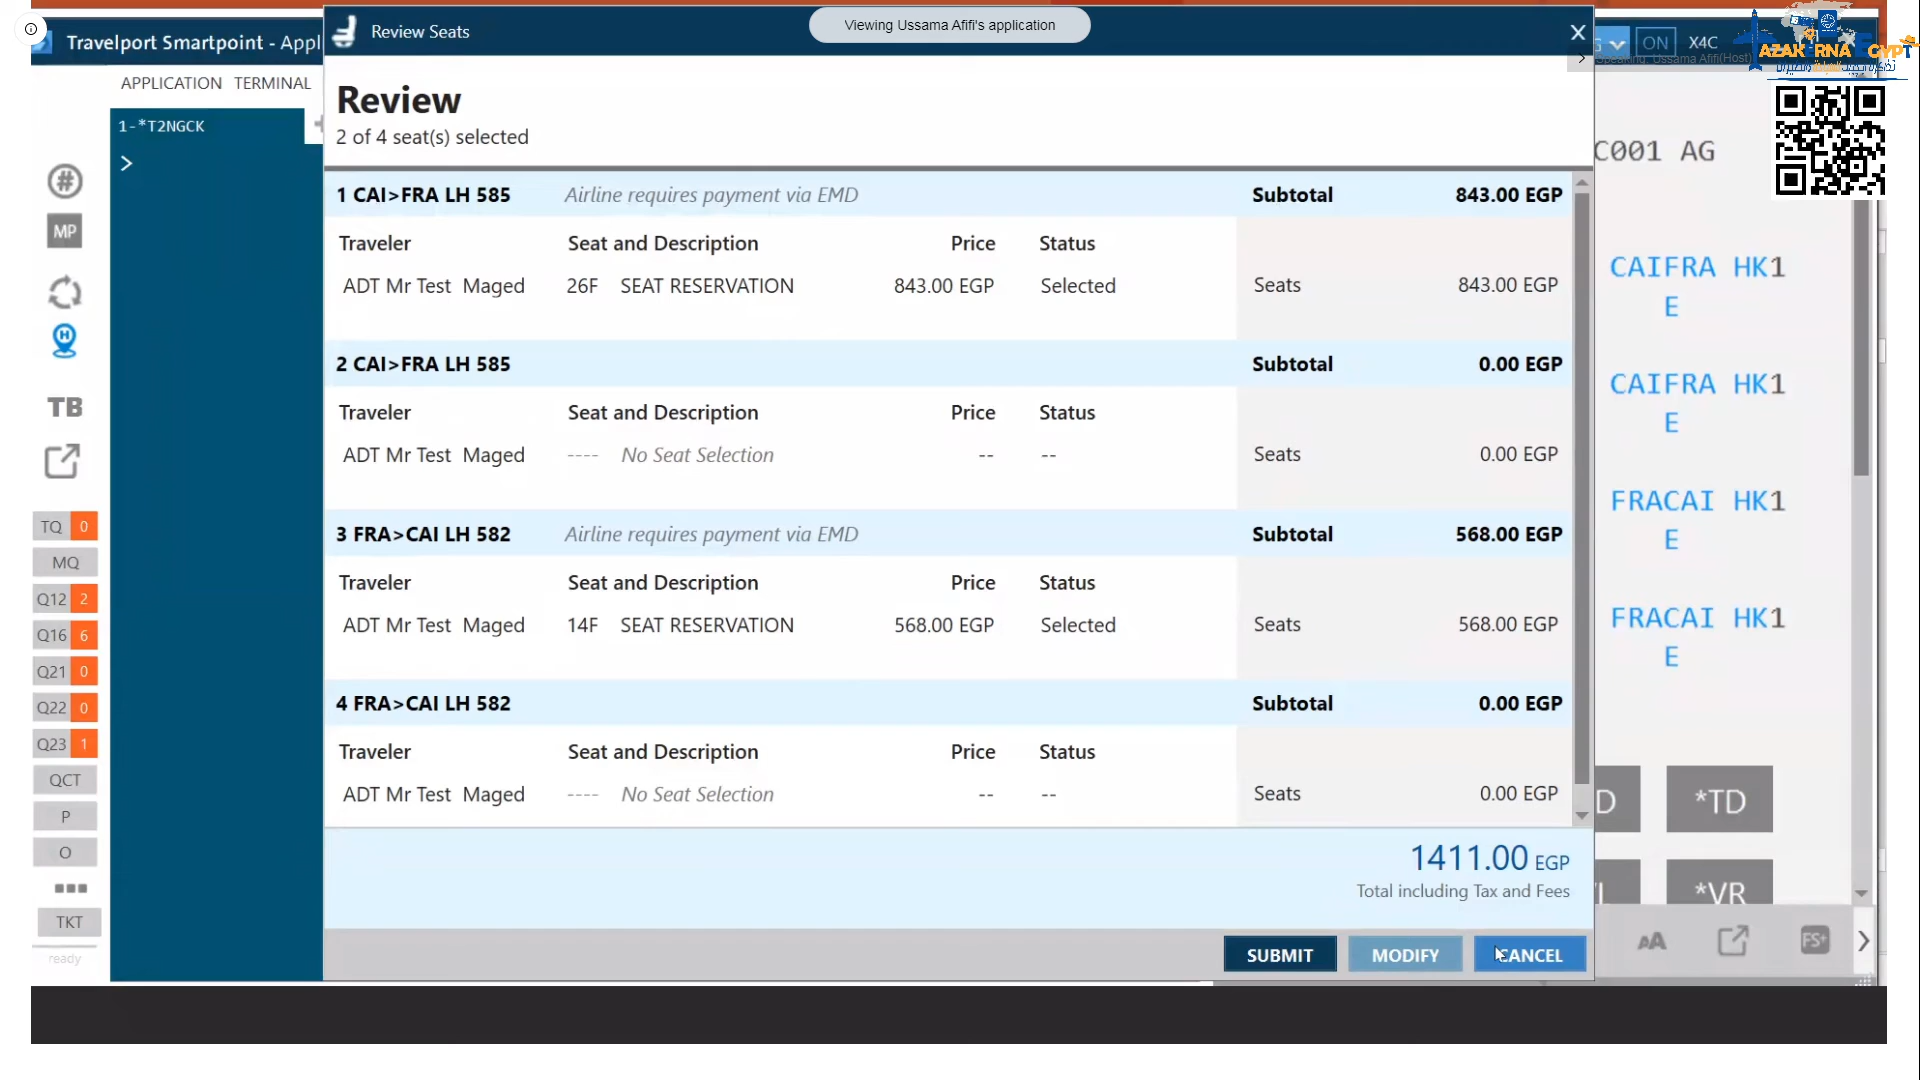 Viewing Ussama Afifi's application
Travelport Smartpoint - Appl
Review Seats
X
ON
X4C
Speaking: Ussama Afifi(Host)
APPLICATION TERMINAL
1-*T2NGCK
>
Review
2 of 4 seat(s) selected
1 CAI>FRA LH 585 Airline requires payment via EMD Subtotal 843.00 EGP
Traveler Seat and Description Price Status
ADT Mr Test Maged 26F SEAT RESERVATION 843.00 EGP Selected Seats 843.00 EGP
2 CAI>FRA LH 585 Subtotal 0.00 EGP
Traveler Seat and Description Price Status
ADT Mr Test Maged ---- No Seat Selection -- -- Seats 0.00 EGP
3 FRA>CAI LH 582 Airline requires payment via EMD Subtotal 568.00 EGP
Traveler Seat and Description Price Status
ADT Mr Test Maged 14F SEAT RESERVATION 568.00 EGP Selected Seats 568.00 EGP
4 FRA>CAI LH 582 Subtotal 0.00 EGP
Traveler Seat and Description Price Status
ADT Mr Test Maged ---- No Seat Selection -- -- Seats 0.00 EGP
1411.00 EGP
Total including Tax and Fees
SUBMIT MODIFY CANCEL
#
MP
H
TB
TQ 0
MQ
Q12 2
Q16 6
Q21 0
Q22 0
Q23 1
QCT
P
O
TKT
ready
C001 AG
CAIFRA HK1
E
CAIFRA HK1
E
FRACAI HK1
E
FRACAI HK1
E
D *TD
*VR
AA
FS+